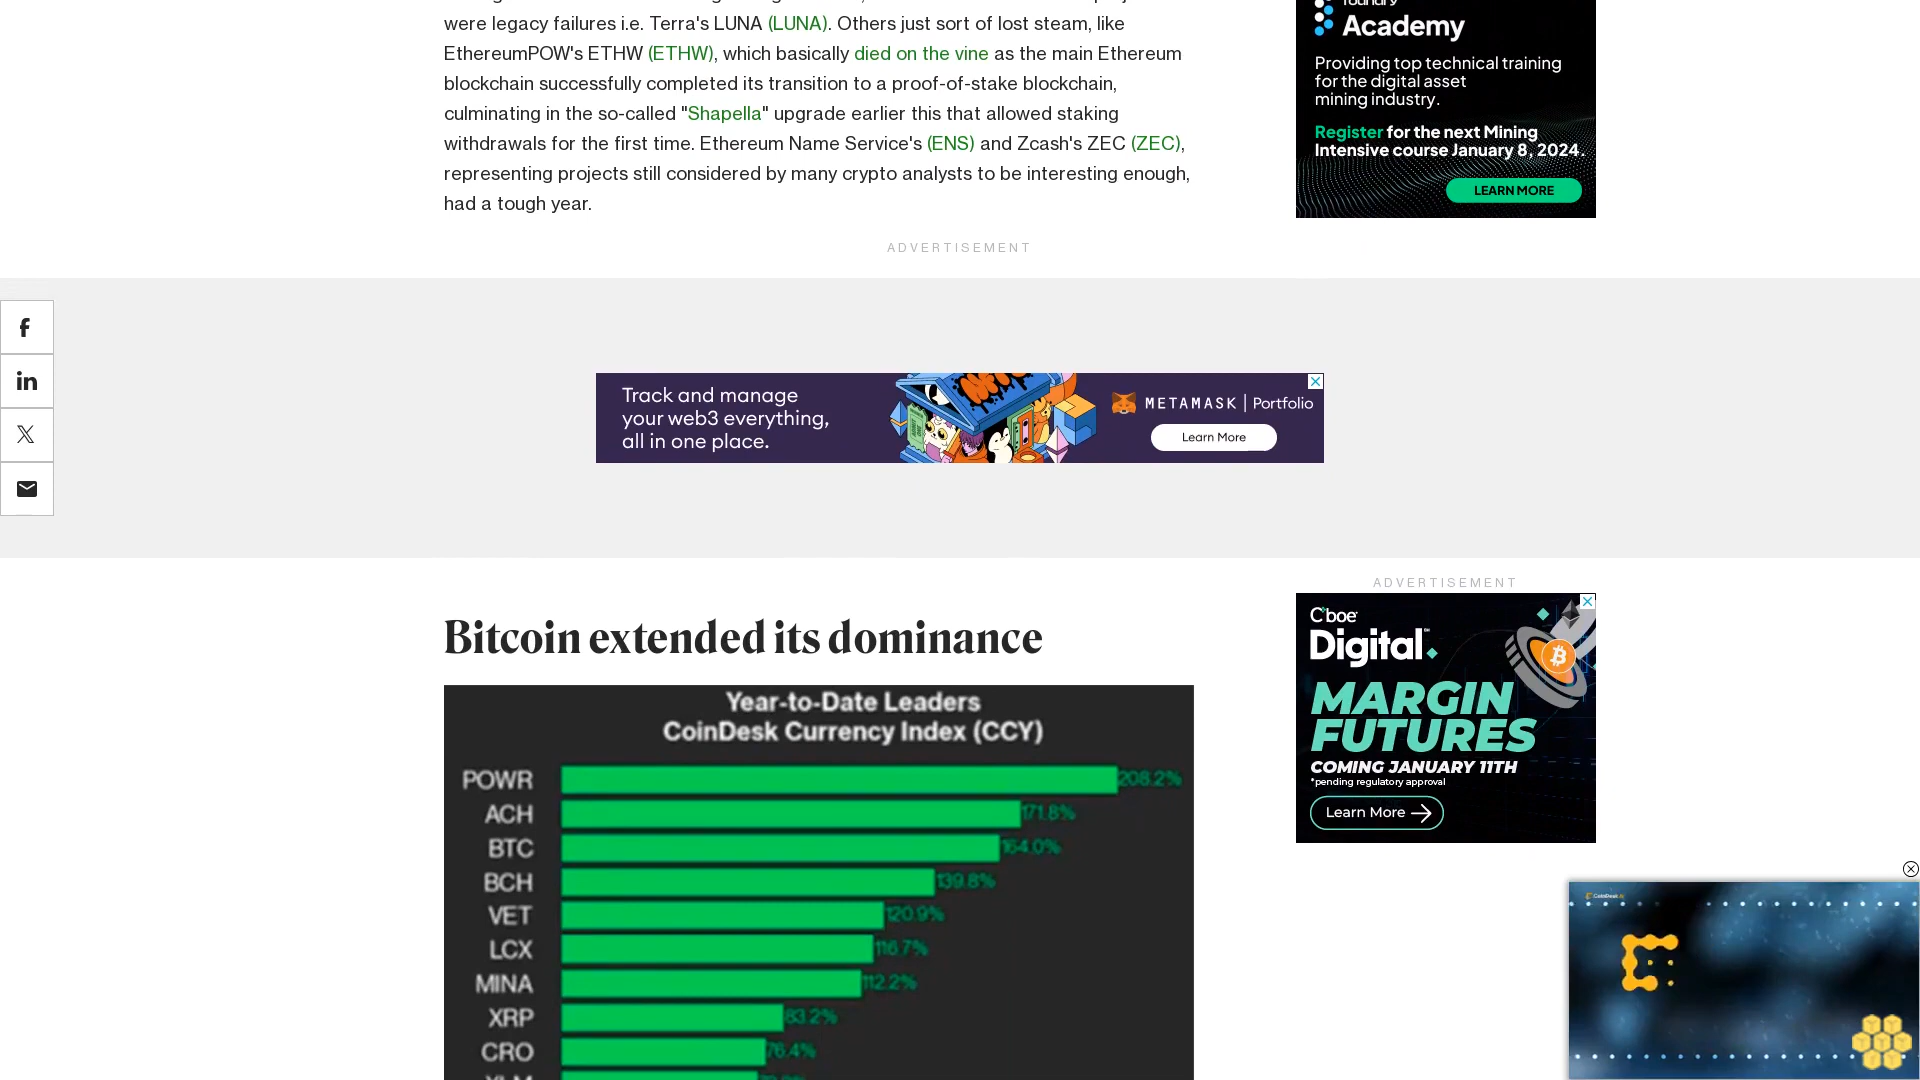 were legacy failures i.e. Terra's LUNA (LUNA). Others just sort of lost steam, like
EthereumPOW's ETHW (ETHW), which basically died on the vine as the main Ethereum
blockchain successfully completed its transition to a proof-of-stake blockchain,
culminating in the so-called "Shapella" upgrade earlier this that allowed staking
withdrawals for the first time. Ethereum Name Service's (ENS) and Zcash's ZEC (ZEC),
representing projects still considered by many crypto analysts to be interesting enough,
had a tough year.
Academy
Providing top technical training
for the digital asset
mining industry.
Register for the next Mining
Intensive course January 8, 2024.
LEARN MORE
ADVERTISEMENT
f
in
X
Track and manage
your web3 everything,
all in one place.
METAMASK | Portfolio
Learn More
Bitcoin extended its dominance
Year-to-Date Leaders
CoinDesk Currency Index (CCY)
POWR 208.2%
ACH 171.8%
BTC 164.0%
BCH 139.8%
VET 120.9%
LCX 116.7%
MINA 112.2%
XRP 83.2%
CRO 76.4%
ADVERTISEMENT
Cboe
Digital
MARGIN
FUTURES
COMING JANUARY 11TH
*pending regulatory approval
Learn More